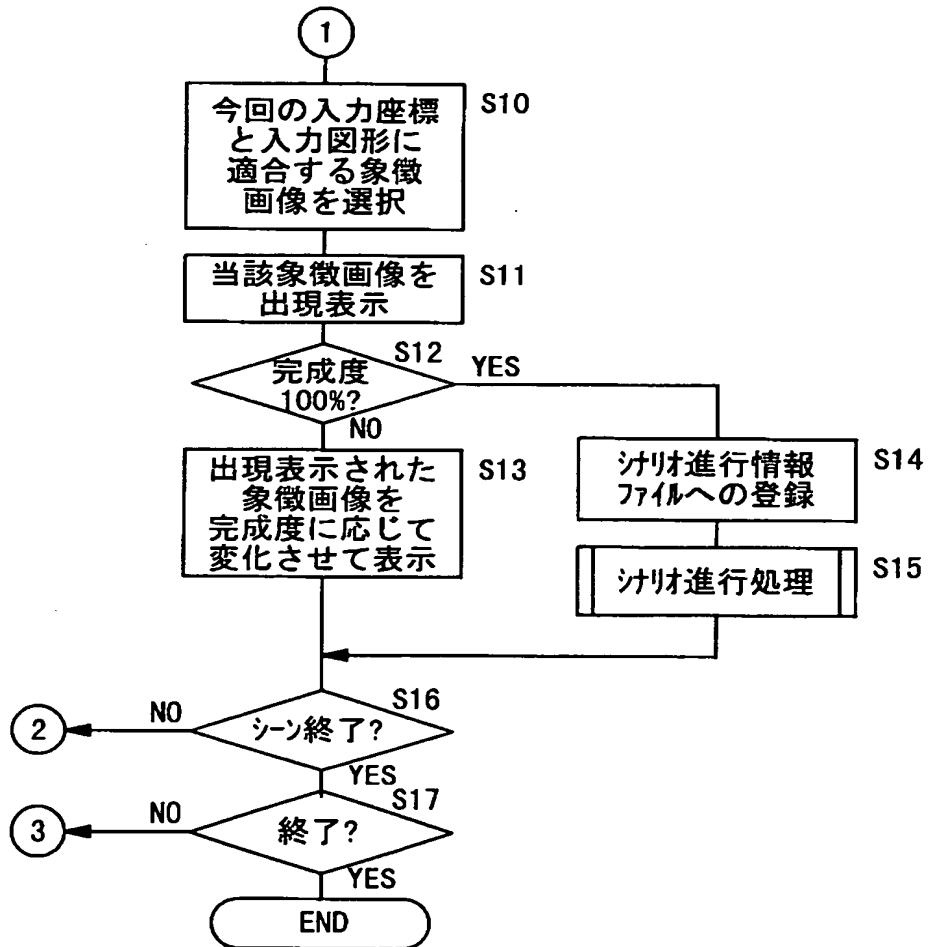 1
今回の入力座標
と入力図形に
適合する象徴
画像を選択
S10
当該象徴画像を
出現表示
S11
完成度
100%?
S12
YES
NO
出現表示された
象徴画像を
完成度に応じて
変化させて表示
S13
シナリオ進行情報
ファイルへの登録
S14
シナリオ進行処理
S15
シーン終了?
S16
NO
2
YES
終了?
S17
NO
3
YES
END